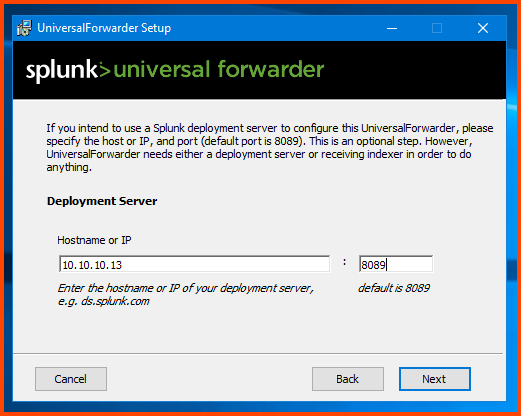 UniversalForwarder Setup
splunk>universal forwarder
If you intend to use a Splunk deployment server to configure this UniversalForwarder, please
specify the host or IP, and port (default port is 8089). This is an optional step. However,
UniversalForwarder needs either a deployment server or receiving indexer in order to do
anything.
Deployment Server
Hostname or IP
10.10.10.13 : 8089
Enter the hostname or IP of your deployment server, default is 8089
e.g. ds.splunk.com
Cancel Back Next